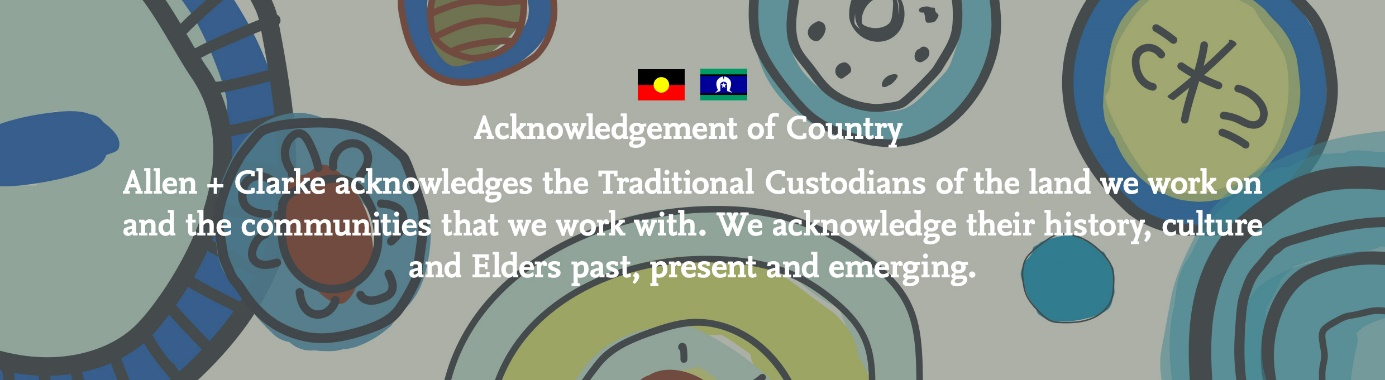 Acknowledgement of Country
Allen + Clarke acknowledges the Traditional Custodians of the land we work on
and the communities that we work with. We acknowledge their history, culture
and Elders past, present and emerging.